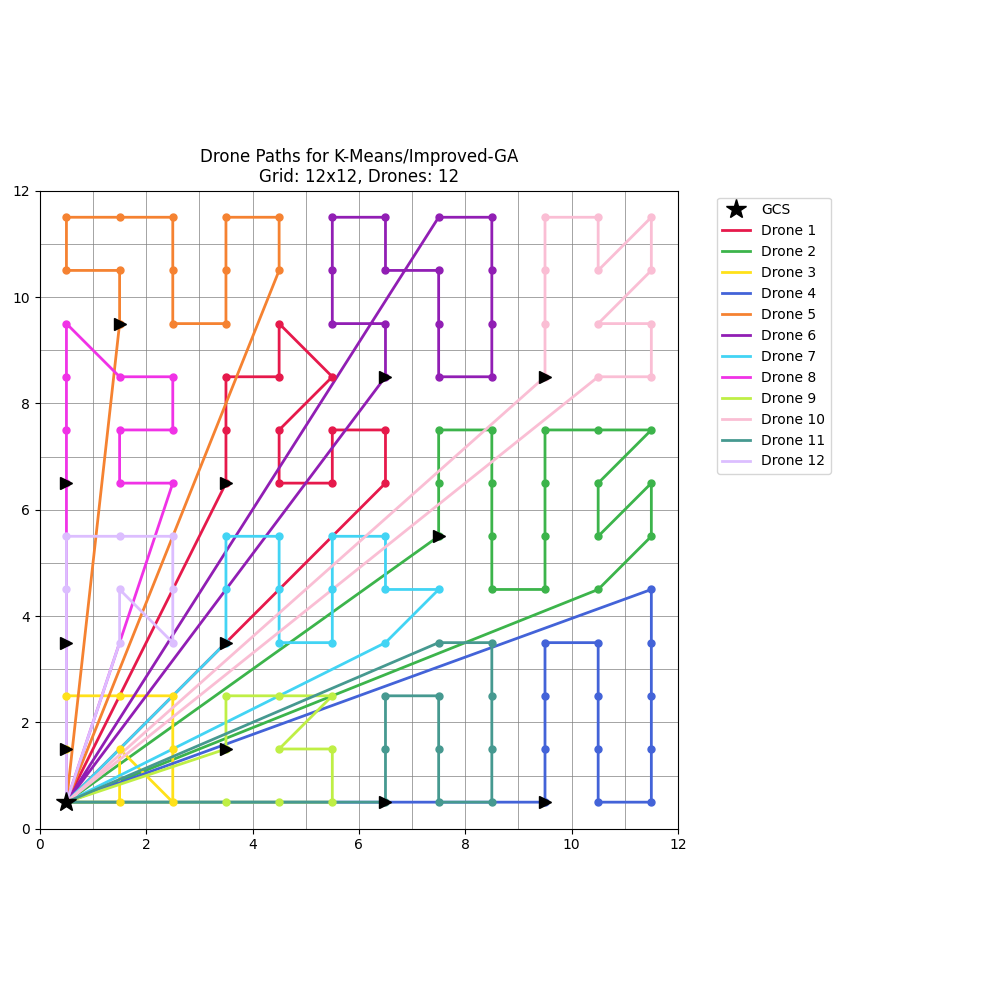 Drone Paths for K-Means/Improved-GA
Grid: 12x12, Drones: 12
12
10
8
6
4
2
0
0 2 4 6 8 10 12
GCS
Drone 1
Drone 2
Drone 3
Drone 4
Drone 5
Drone 6
Drone 7
Drone 8
Drone 9
Drone 10
Drone 11
Drone 12